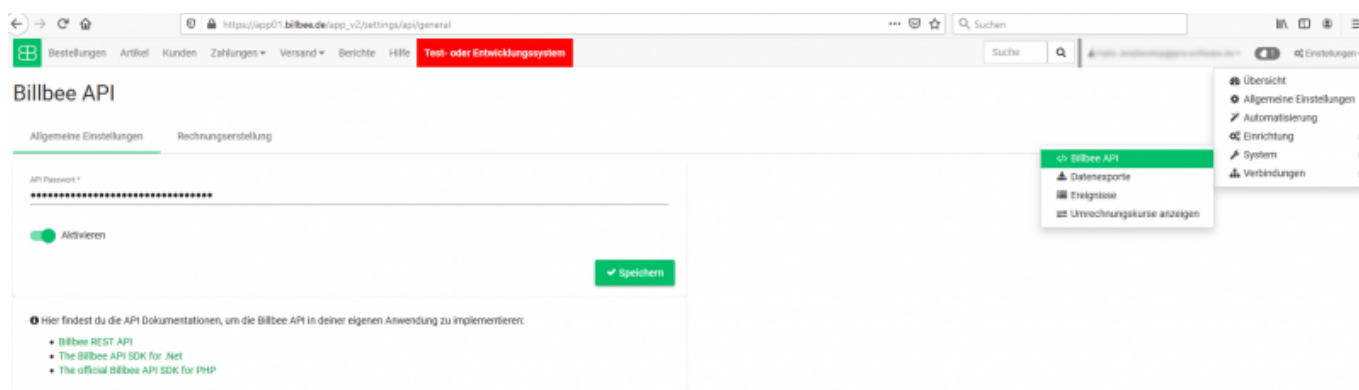 https://app01.billbee.de/app_v2/settings/api/general
Suchen
Bestellungen Artikel Kunden Zahlungen Versand Berichte Hilfe Test- oder Entwicklungssystem Suche Einstellungen
Billbee API
Allgemeine Einstellungen Rechnungserstellung
API Passwort *
Aktivieren
Speichern
Hier findest du die API Dokumentationen, um die Billbee API in deiner eigenen Anwendung zu implementieren:
Billbee REST API
The Billbee API SDK for .Net
The official Billbee API SDK for PHP
Übersicht
Allgemeine Einstellungen
Automatisierung
Einrichtung
System
Verbindungen
Billbee API
Datenexporte
Ereignisse
Umrechnungskurse anzeigen